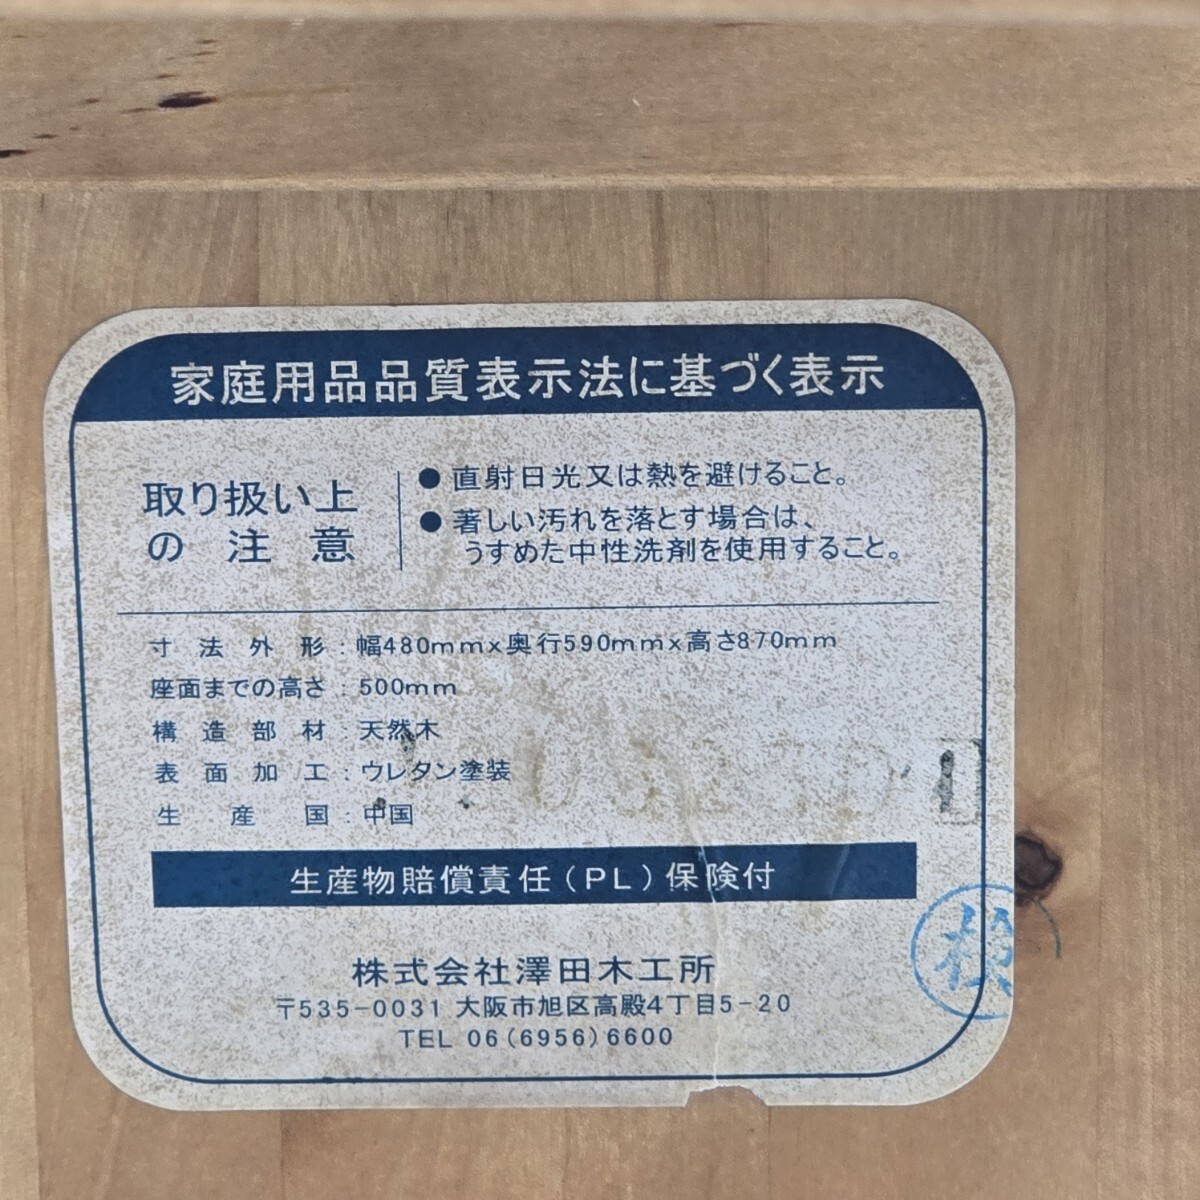 家庭用品品質表示法に基づく表示
取り扱い上
の注意
●直射日光又は熱を避けること。
●著しい汚れを落とす場合は、
うすめた中性洗剤を使用すること。
寸法外形:幅480mmx奥行590mmx高さ870mm
座面までの高さ:500mm
構造部材:天然木
表面加工:ウレタン塗装
生産国:中国
生産物賠償責任(PL)保険付
株式会社澤田木工所
〒535-0031 大阪市旭区高殿4丁目5-20
TEL 06(6956)6600